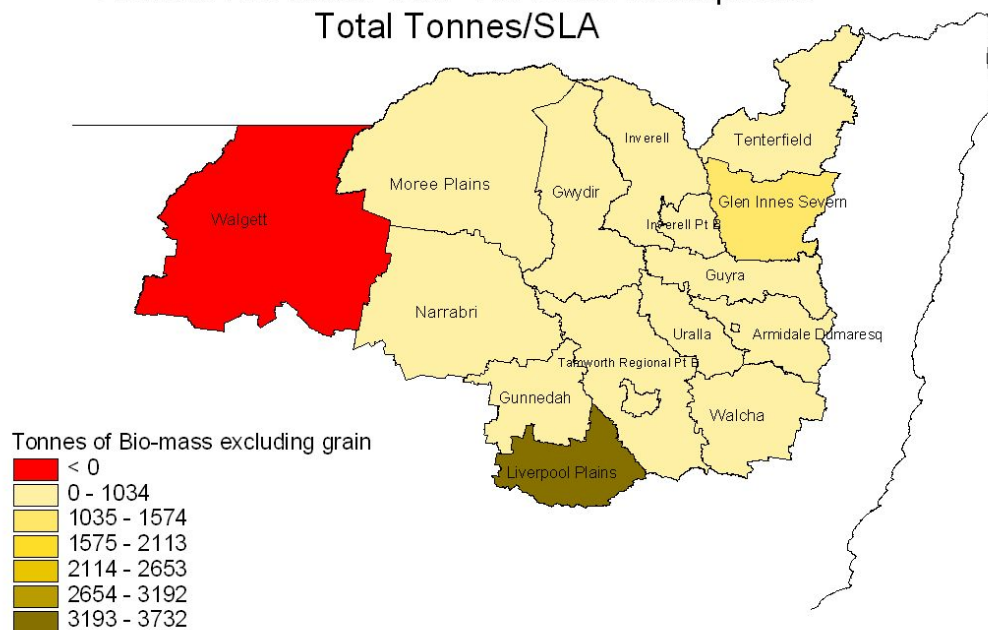 Total Tonnes/SLA
Tenterfield
Inverell
Moree Plains
Gwydir
Glen Innes Severn
Walgett
Inverell Pt B
Guyra
Narrabri
Uralla
Armidale Dumaresq
Tamworth Regional Pt B
Gunnedah
Walcha
Liverpool Plains
Tonnes of Bio-mass excluding grain
< 0
0 - 1034
1035 - 1574
1575 - 2113
2114 - 2653
2654 - 3192
3193 - 3732